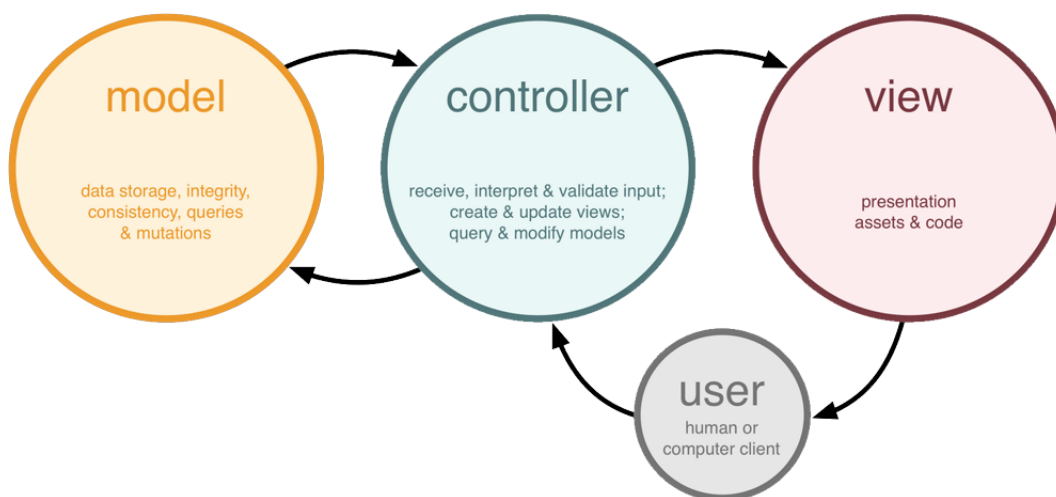 model
data storage, integrity,
consistency, queries
& mutations
controller
receive, interpret & validate input;
create & update views;
query & modify models
view
presentation
assets & code
user
human or
computer client